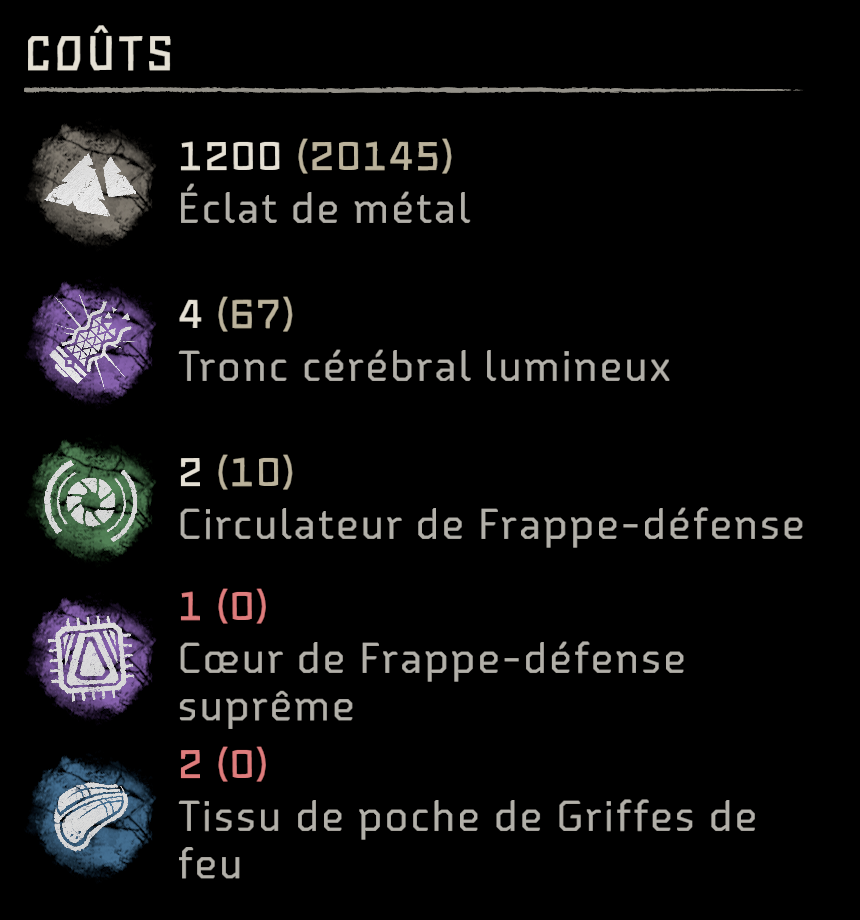 COÛTS
1200 (20145)
Éclat de métal
4 (67)
Tronc cérébral lumineux
2 (10)
Circulateur de Frappe-défense
1 (0)
Cœur de Frappe-défense
suprême
2 (0)
Tissu de poche de Griffes de
feu